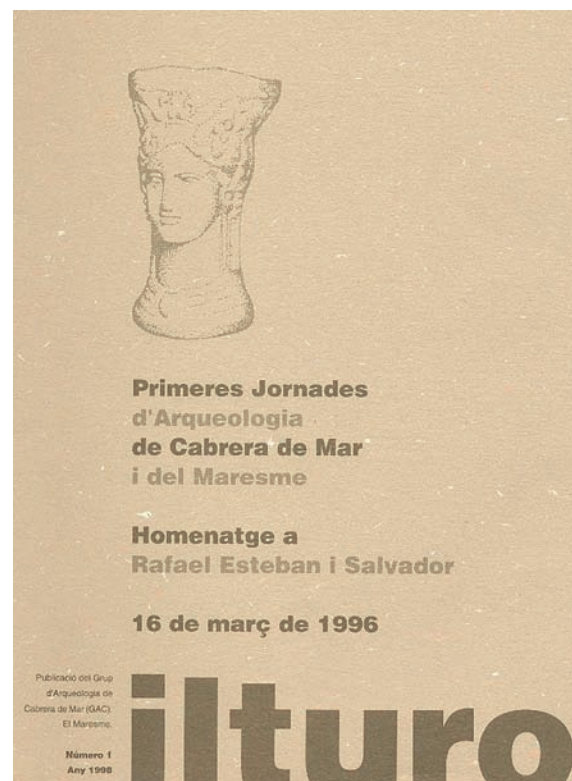 Primeres Jornades
d'Arqueologia
de Cabrera de Mar
i del Maresme
Homenatge a
Rafael Esteban i Salvador
16 de març de 1996
Publicació del Grup
d'Arqueologia de
Cabrera de Mar (GAC).
El Maresme.
Número 1
Any 1998
ilturo